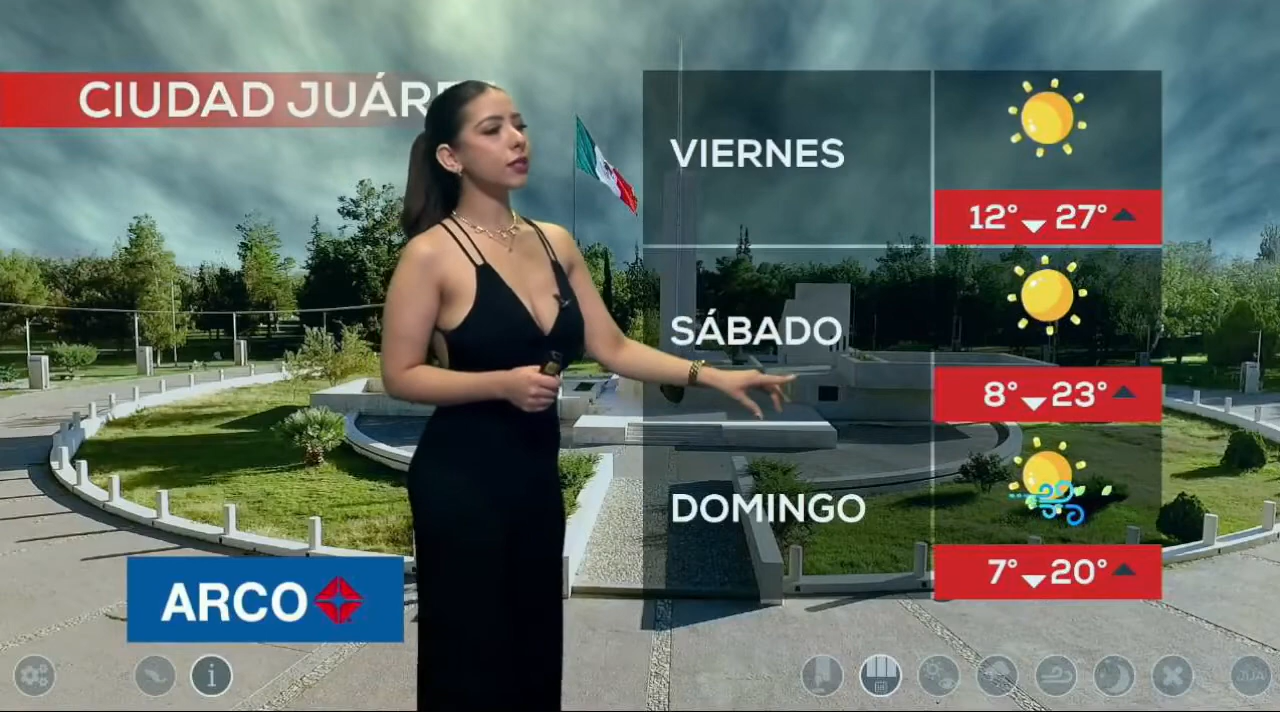 CIUDAD JUÁR
VIERNES
12° 27°
SÁBADO
8° 23°
DOMINGO
7° 20°
ARCO
i
JUA